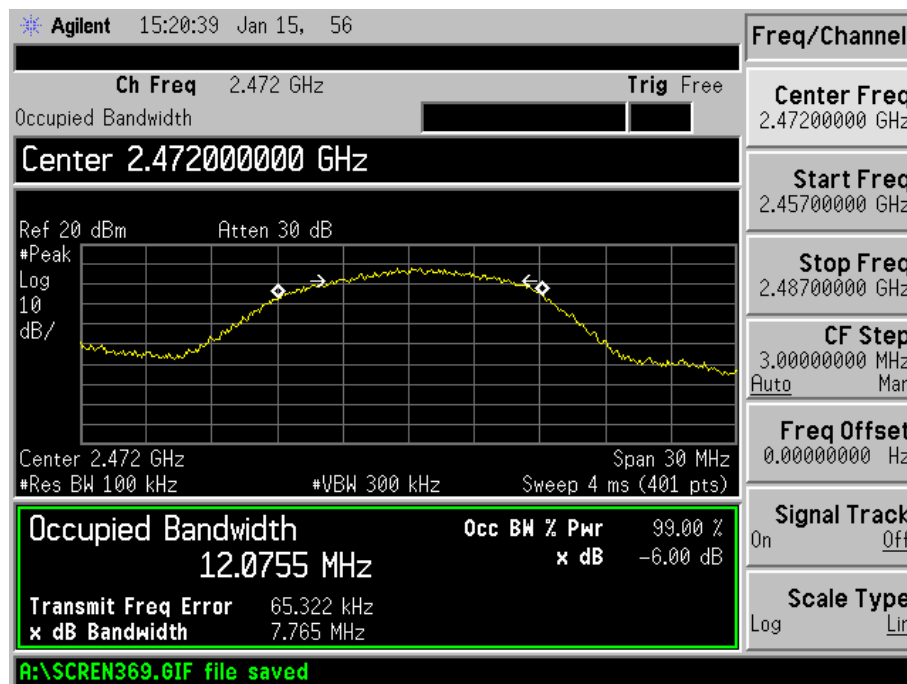 Agilent 15:20:39 Jan 15, 56
Ch Freq 2.472 GHz Trig Free
Occupied Bandwidth
Center 2.472000000 GHz
Ref 20 dBm Atten 30 dB
#Peak
Log
10
dB/
Center 2.472 GHz Span 30 MHz
#Res BW 100 kHz #VBW 300 kHz Sweep 4 ms (401 pts)
Occupied Bandwidth
12.0755 MHz
Occ BW % Pwr 99.00 %
x dB -6.00 dB
Transmit Freq Error 65.322 kHz
x dB Bandwidth 7.765 MHz
A:\SCREN369.GIF file saved
Freq/Channel
Center Freq
2.47200000 GHz
Start Freq
2.45700000 GHz
Stop Freq
2.48700000 GHz
CF Step
3.00000000 MHz
Auto Man
Freq Offset
0.00000000 Hz
Signal Track
On Off
Scale Type
Log Lin